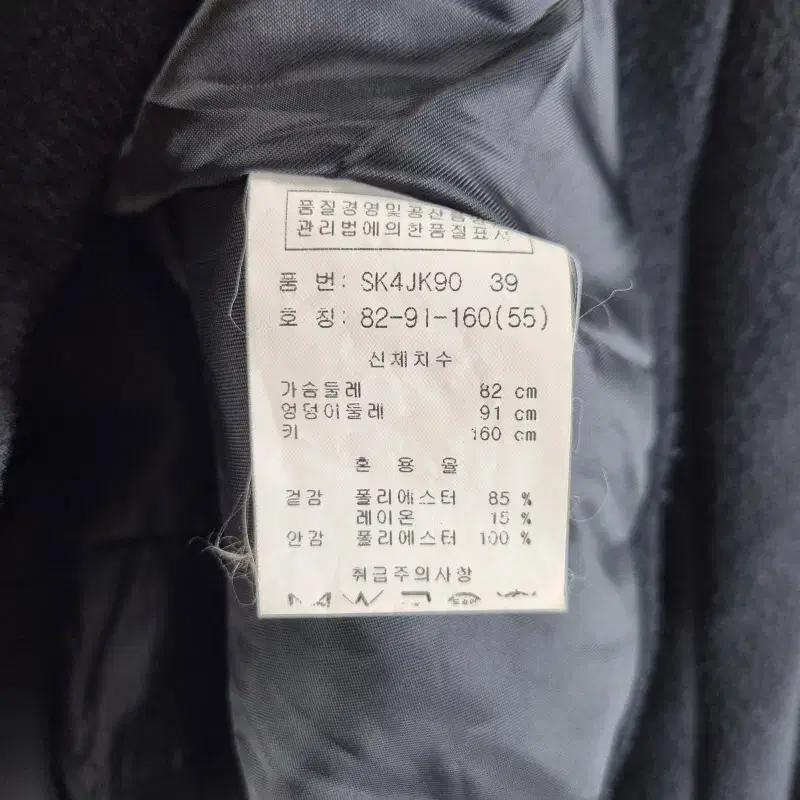 품질경영및공산품
관리법에의한품질표시
품 번: SK4JK90 39
호 칭: 82-91-160(55)
신체치수
가슴둘레 82 cm
엉덩이둘레 91 cm
키 160 cm
혼 용 율
겉감 폴리에스터 85 %
레이온 15 %
안감 폴리에스터 100 %
취급주의사항